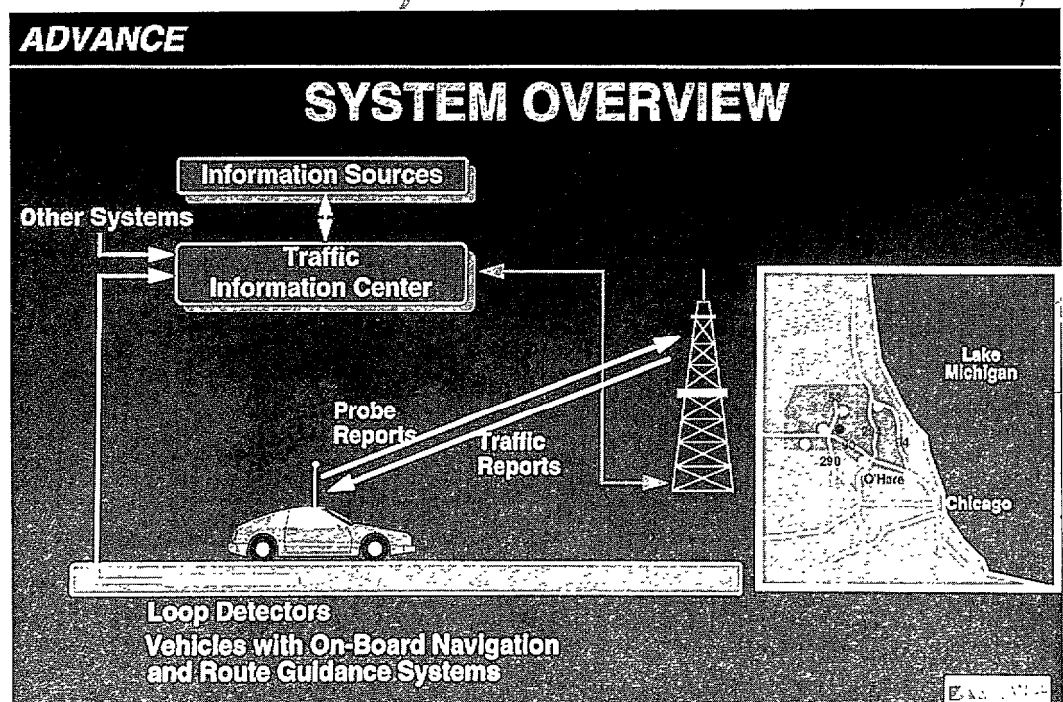 ADVANCE
SYSTEM OVERVIEW
Information Sources
Other Systems
Traffic
Information Center
Probe
Reports
Traffic
Reports
Lake
Michigan
290
O'Hare
Chicago
Loop Detectors
Vehicles with On-Board Navigation
and Route Guidance Systems